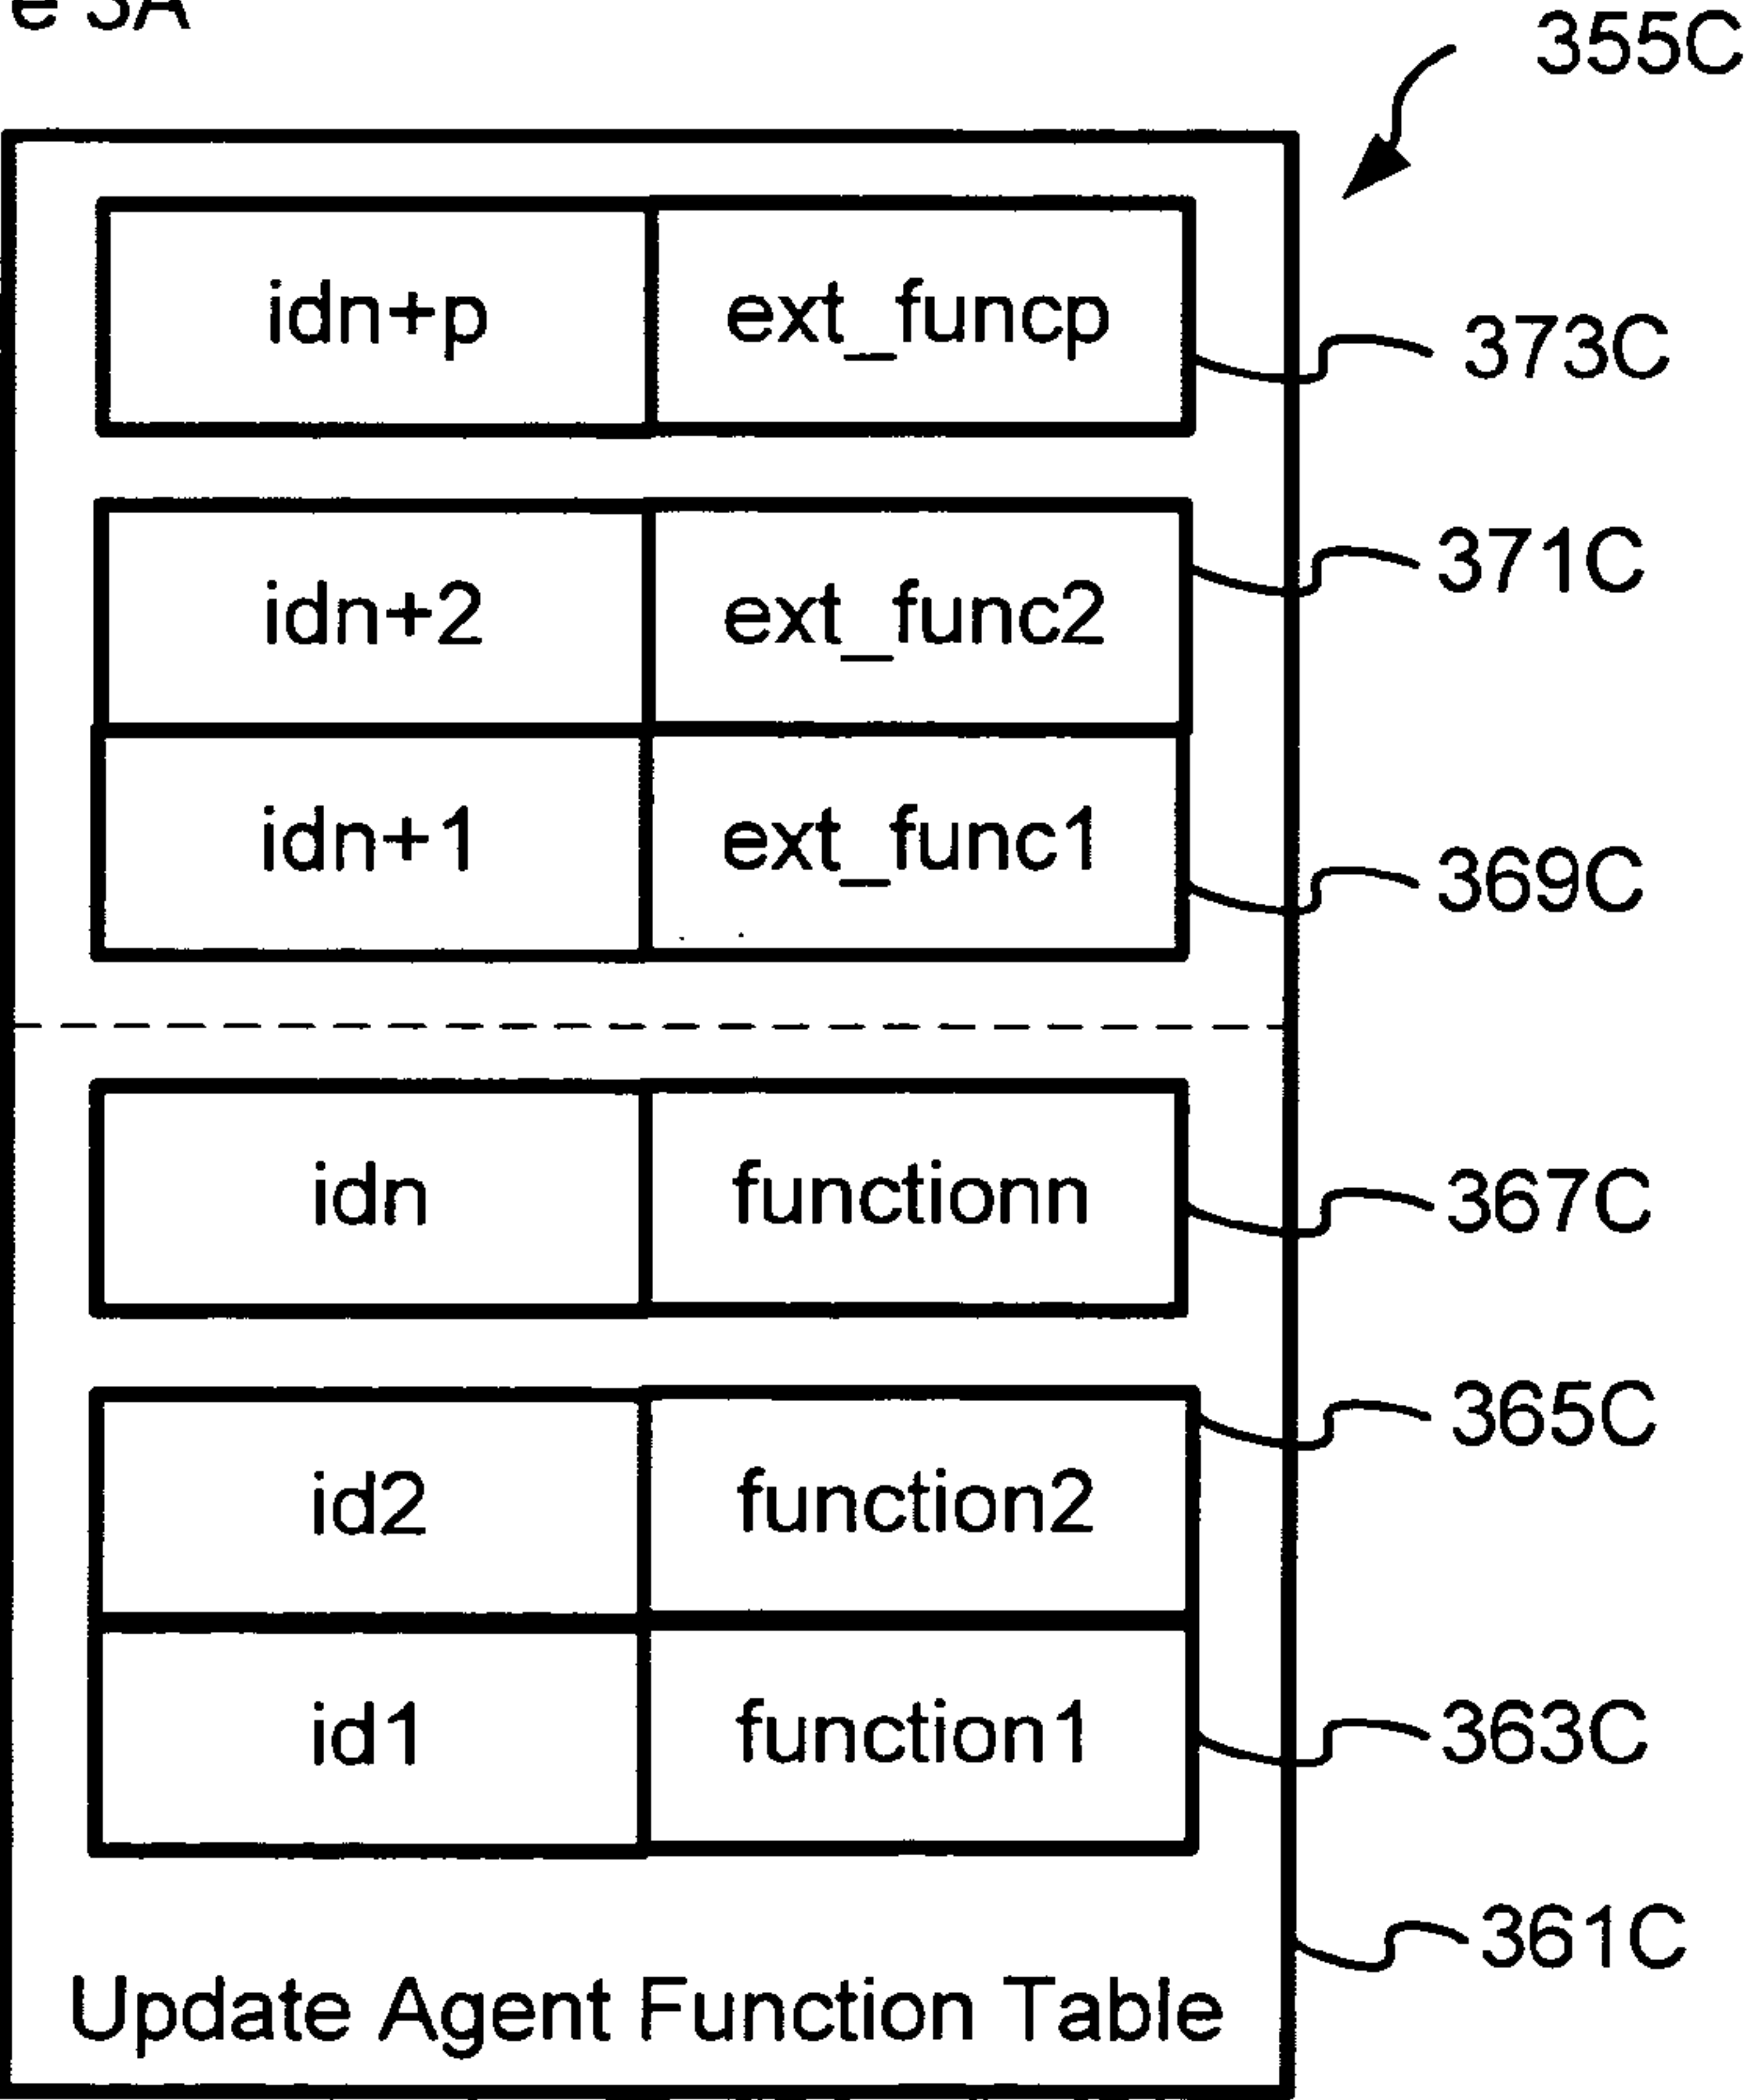 e 3A
355C
idn+p ext_funcp
373C
idn+2 ext_func2
371C
idn+1 ext_func1
369C
idn functionn
367C
id2 function2
365C
id1 function1
363C
361C
Update Agent Function Table